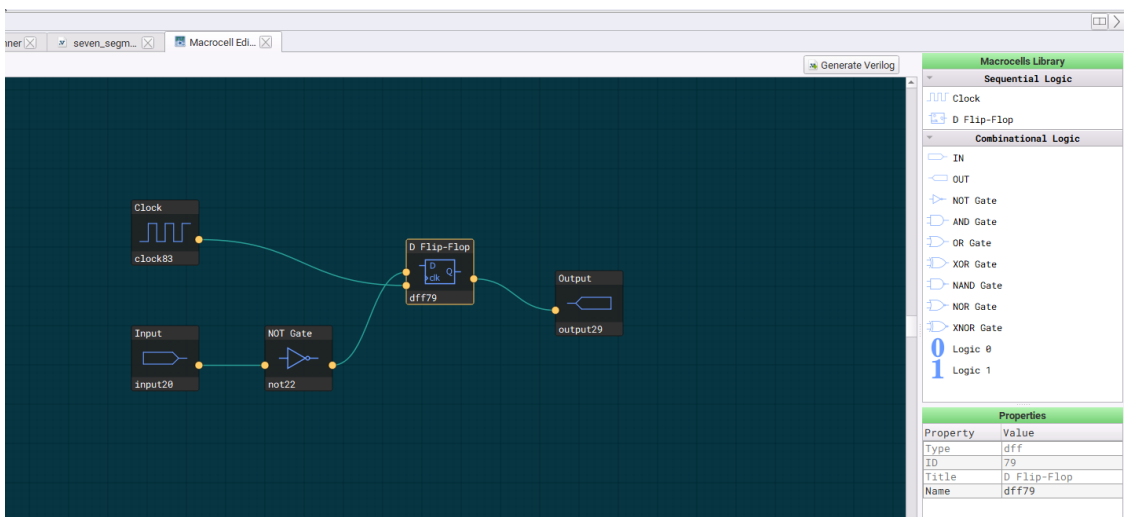 nner
seven_segm…
Macrocell Edi…
Generate Verilog
Clock
clock83
Input
input20
NOT Gate
not22
D Flip-Flop
D
Q
clk
dff79
Output
output29
Macrocells Library
Sequential Logic
Clock
D Flip-Flop
Combinational Logic
IN
OUT
NOT Gate
AND Gate
OR Gate
XOR Gate
NAND Gate
NOR Gate
XNOR Gate
0 Logic 0
1 Logic 1
Properties
Property Value
Type dff
ID 79
Title D Flip-Flop
Name dff79